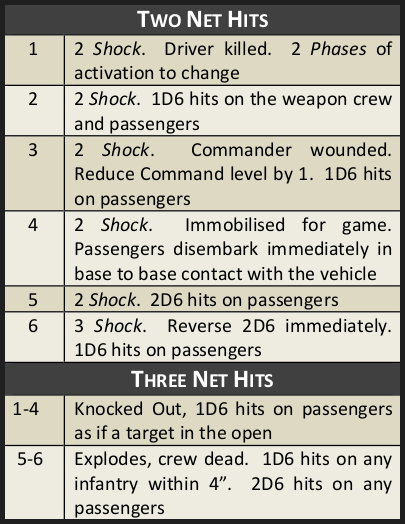 TWO NET HITS
1 2 Shock. Driver killed. 2 Phases of
activation to change
2 2 Shock. 1D6 hits on the weapon crew
and passengers
3 2 Shock. Commander wounded.
Reduce Command level by 1. 1D6 hits
on passengers
4 2 Shock. Immobilised for game.
Passengers disembark immediately in
base to base contact with the vehicle
5 2 Shock. 2D6 hits on passengers
6 3 Shock. Reverse 2D6 immediately.
1D6 hits on passengers
THREE NET HITS
1-4 Knocked Out, 1D6 hits on passengers
as if a target in the open
5-6 Explodes, crew dead. 1D6 hits on any
infantry within 4”. 2D6 hits on any
passengers